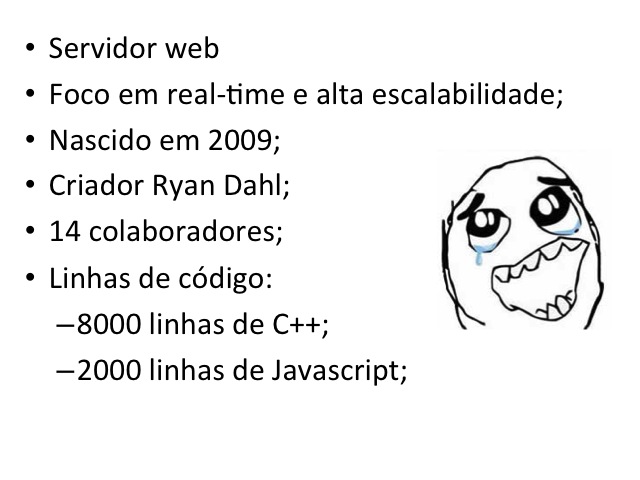 • Servidor web
• Foco em real-time e alta escalabilidade;
• Nascido em 2009;
• Criador Ryan Dahl;
• 14 colaboradores;
• Linhas de código:
–8000 linhas de C++;
–2000 linhas de Javascript;